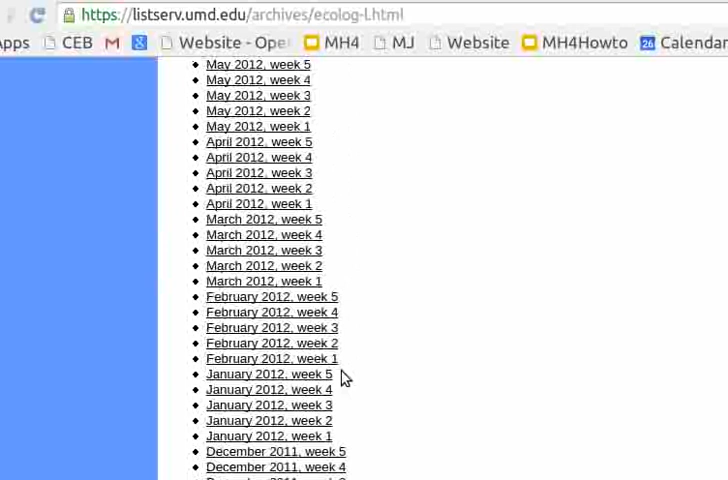 https://listserv.umd.edu/archives/ecolog-l.html
Apps CEB Website - Ope MH4 MJ Website MH4Howto 26 Calendar
May 2012, week 5
May 2012, week 4
May 2012, week 3
May 2012, week 2
May 2012, week 1
April 2012, week 5
April 2012, week 4
April 2012, week 3
April 2012, week 2
April 2012, week 1
March 2012, week 5
March 2012, week 4
March 2012, week 3
March 2012, week 2
March 2012, week 1
February 2012, week 5
February 2012, week 4
February 2012, week 3
February 2012, week 2
February 2012, week 1
January 2012, week 5
January 2012, week 4
January 2012, week 3
January 2012, week 2
January 2012, week 1
December 2011, week 5
December 2011, week 4